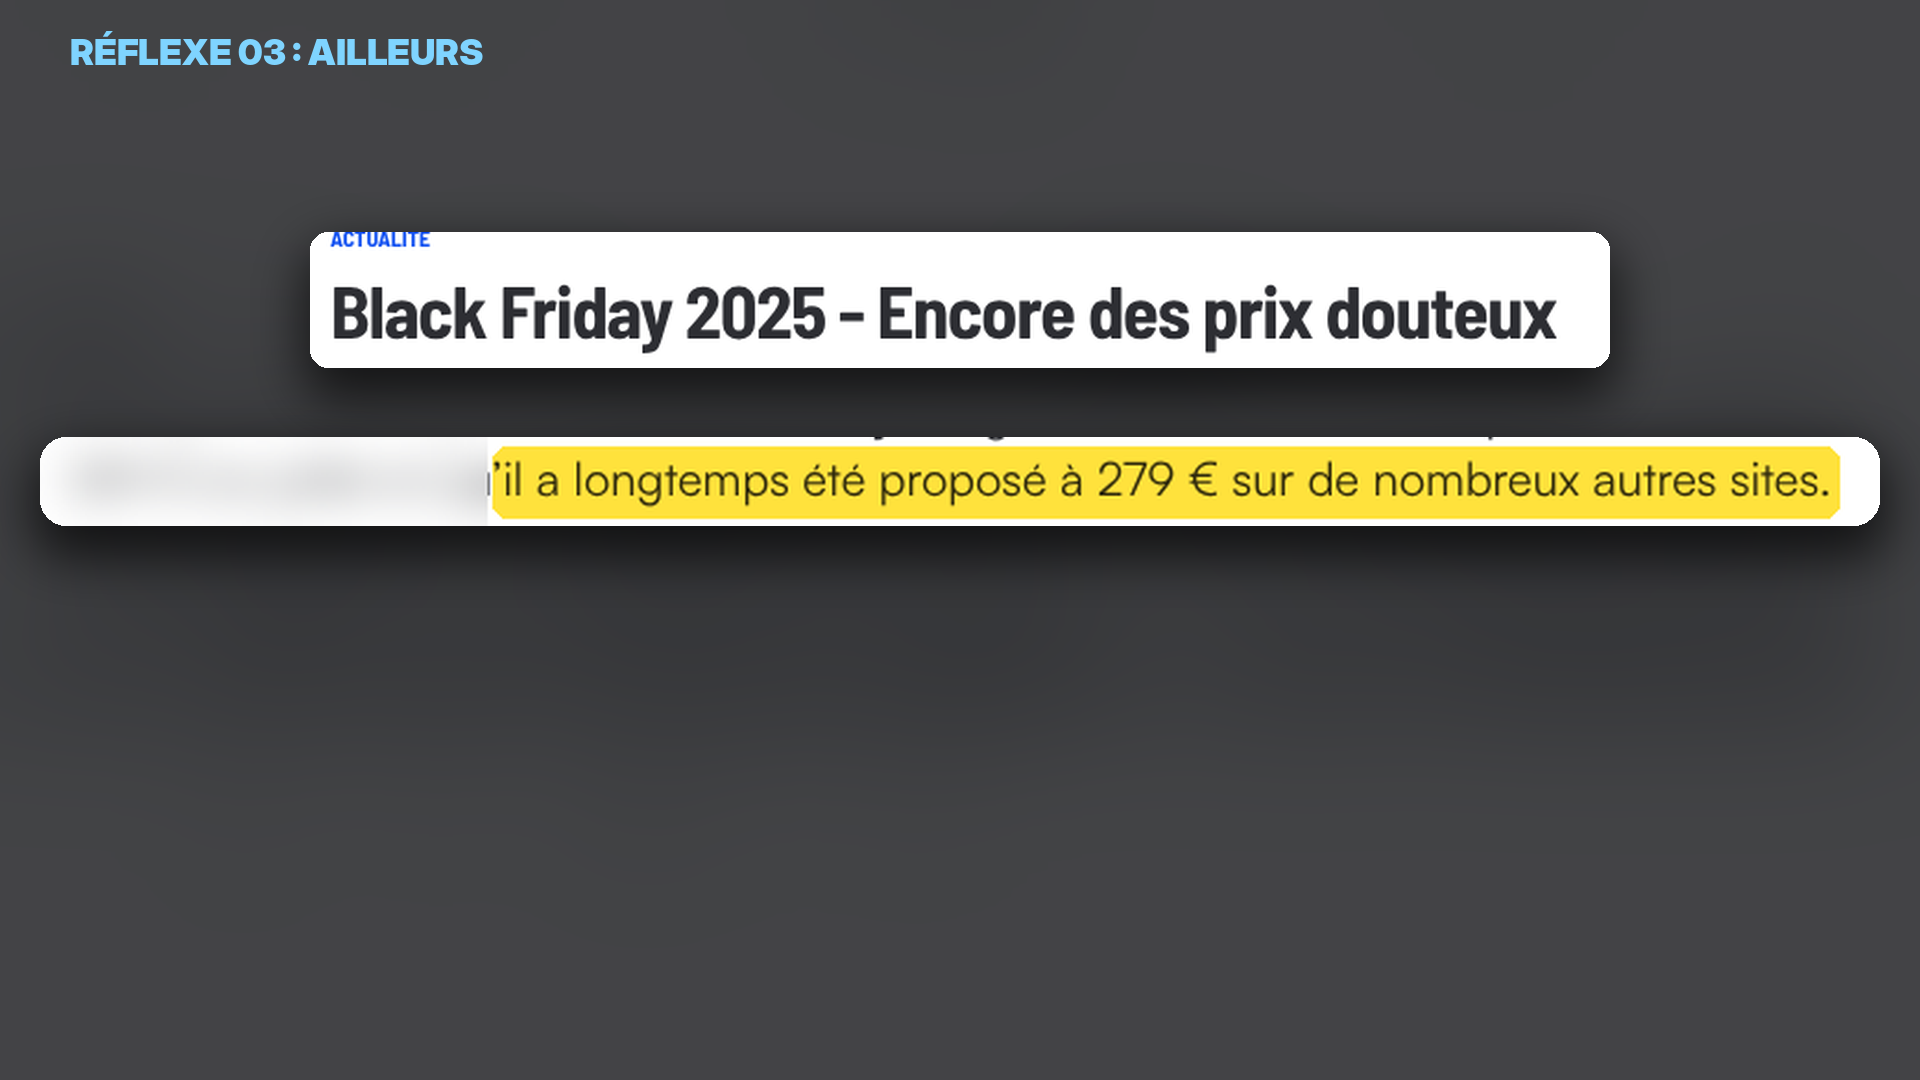 RÉFLEXE 03 : AILLEURS
ACTUALITÉ
Black Friday 2025 - Encore des prix douteux
’il a longtemps été proposé à 279 € sur de nombreux autres sites.